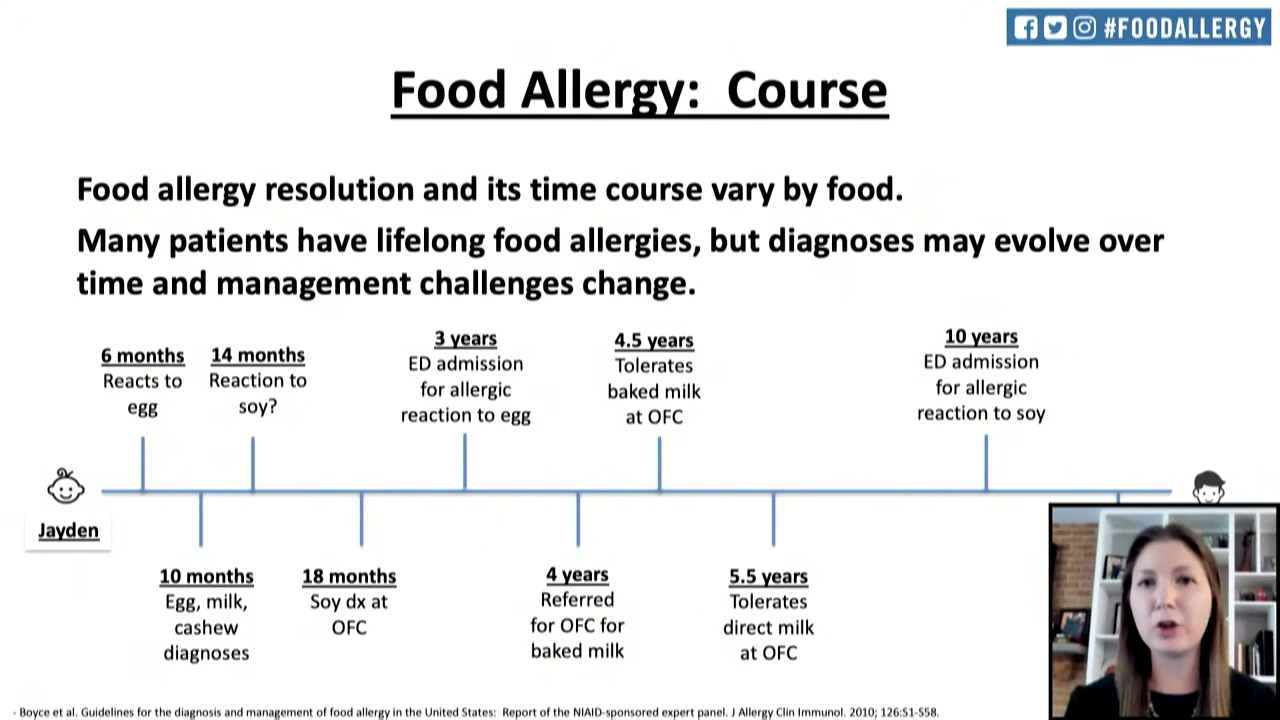 #FOODALLERGY
Food Allergy:  Course
Food allergy resolution and its time course vary by food.
Many patients have lifelong food allergies, but diagnoses may evolve over
time and management challenges change.
6 months
Reacts to
egg
14 months
Reaction to
soy?
3 years
ED admission
for allergic
reaction to egg
4.5 years
Tolerates
baked milk
at OFC
10 years
ED admission
for allergic
reaction to soy
Jayden
10 months
Egg, milk,
cashew
diagnoses
18 months
Soy dx at
OFC
4 years
Referred
for OFC for
baked milk
5.5 years
Tolerates
direct milk
at OFC
- Boyce et al. Guidelines for the diagnosis and management of food allergy in the United States:  Report of the NIAID-sponsored expert panel. J Allergy Clin Immunol. 2010; 126:S1-S58.